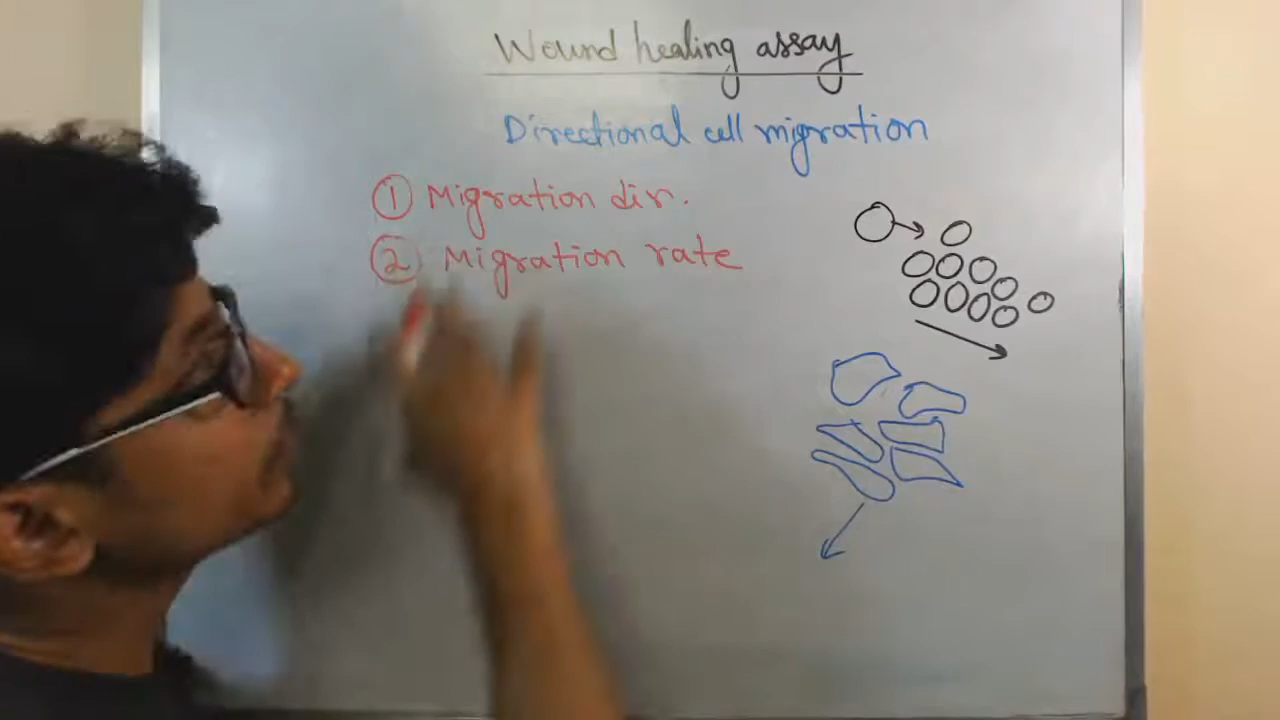 Wound healing assay
Directional cell migration
① Migration dir.
② Migration rate